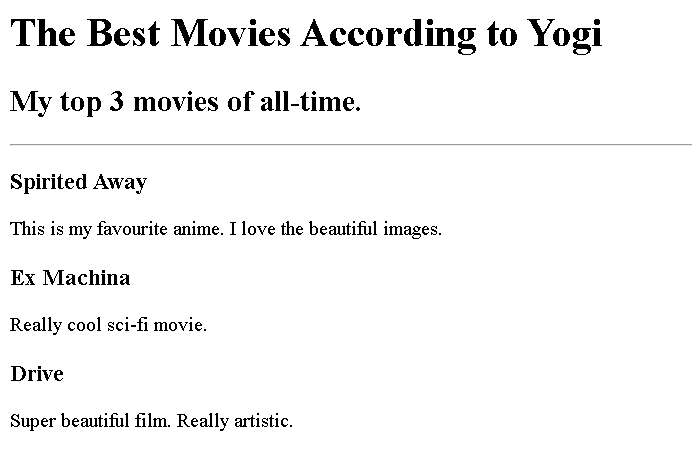 The Best Movies According to Yogi
My top 3 movies of all-time.
Spirited Away
This is my favourite anime. I love the beautiful images.
Ex Machina
Really cool sci-fi movie.
Drive
Super beautiful film. Really artistic.